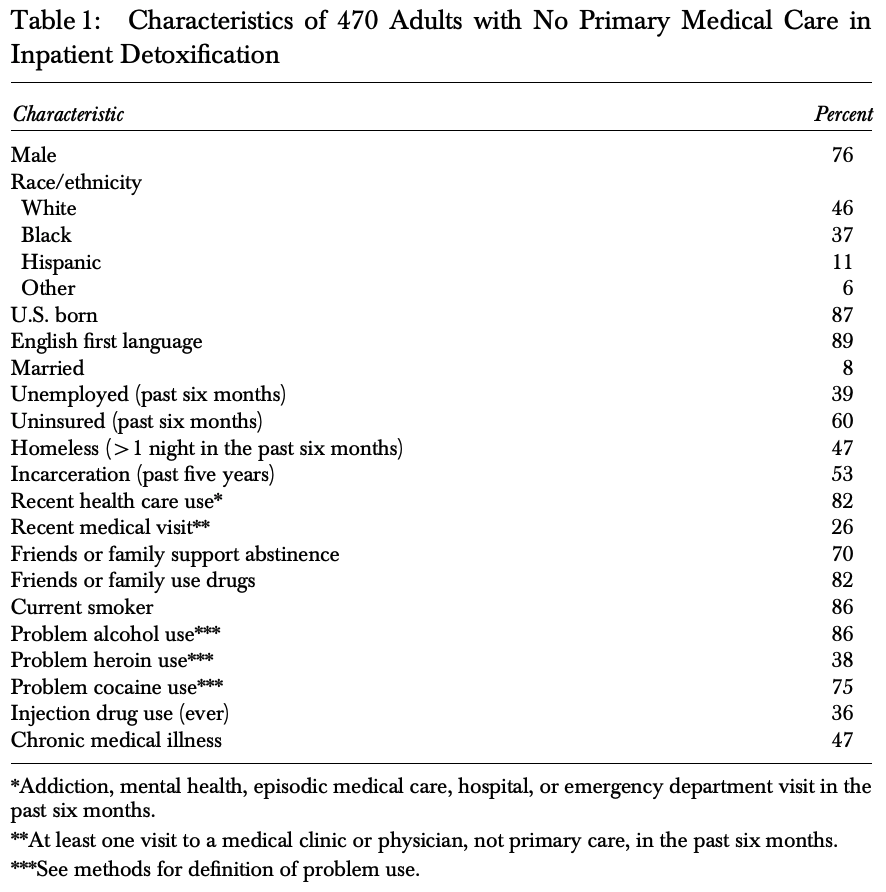 Table 1: Characteristics of 470 Adults with No Primary Medical Care in
Inpatient Detoxification
Characteristic Percent
Male 76
Race/ethnicity
White 46
Black 37
Hispanic 11
Other 6
U.S. born 87
English first language 89
Married 8
Unemployed (past six months) 39
Uninsured (past six months) 60
Homeless (>1 night in the past six months) 47
Incarceration (past five years) 53
Recent health care use* 82
Recent medical visit** 26
Friends or family support abstinence 70
Friends or family use drugs 82
Current smoker 86
Problem alcohol use*** 86
Problem heroin use*** 38
Problem cocaine use*** 75
Injection drug use (ever) 36
Chronic medical illness 47
*Addiction, mental health, episodic medical care, hospital, or emergency department visit in the
past six months.
**At least one visit to a medical clinic or physician, not primary care, in the past six months.
***See methods for definition of problem use.